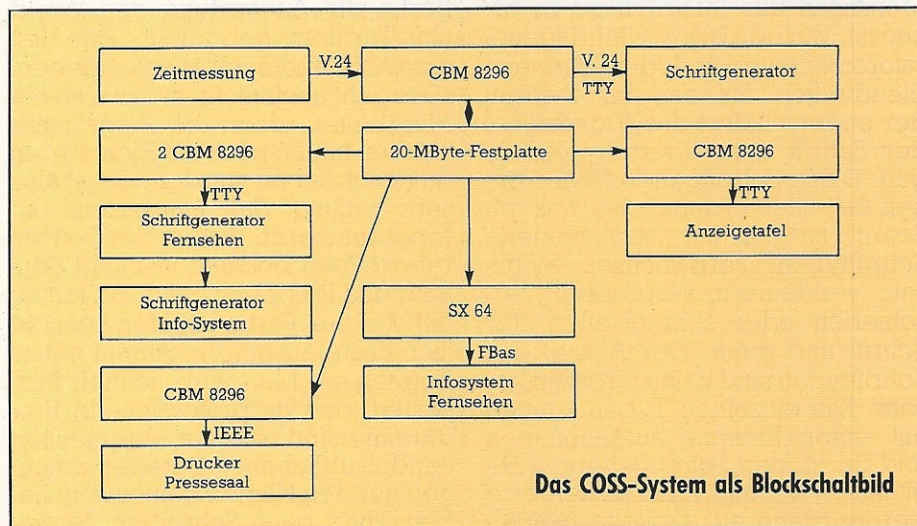 Zeitmessung
V.24
CBM 8296
V. 24
TTY
Schriftgenerator
2 CBM 8296
20-MByte-Festplatte
CBM 8296
TTY
TTY
Schriftgenerator
Fernsehen
Anzeigetafel
Schriftgenerator
Info-System
SX 64
FBas
CBM 8296
Infosystem
Fernsehen
IEEE
Drucker
Pressesaal
Das COSS-System als Blockschaltbild